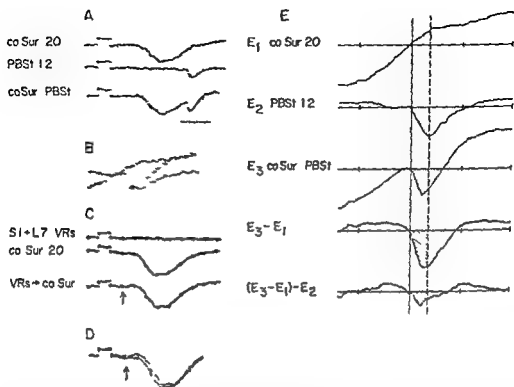 A
coSur 20
PBSt 12
coSur PBSt
B
C
S1+L7 VRs
coSur 20
VRs→coSur
D
E
E1 coSur 20
E2 PBSt 12
E3 coSur PBSt
E3-E1
(E3-E1)-E2